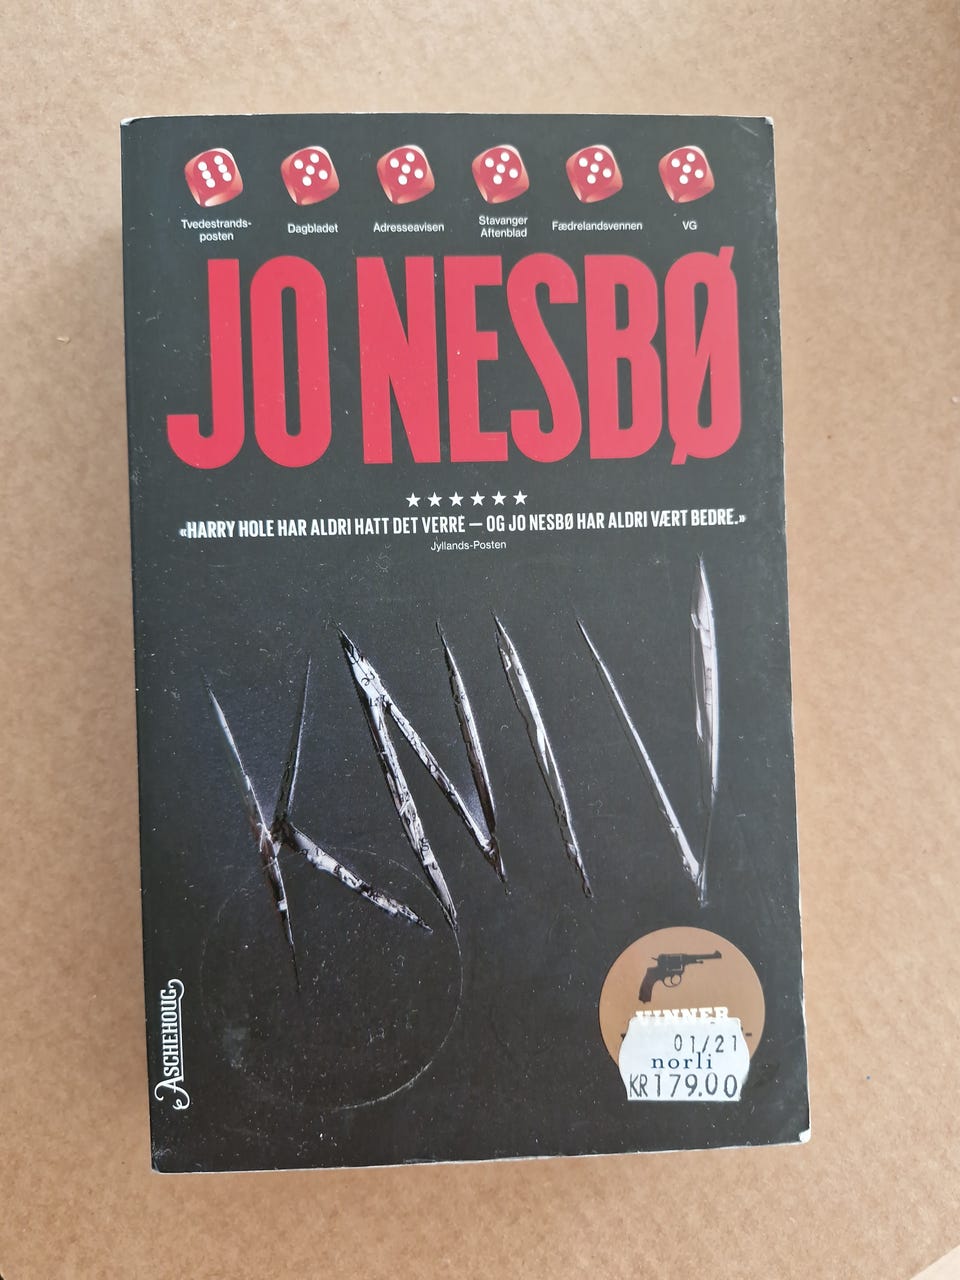 Tvedestrands-
posten
Dagbladet
Adresseavisen
Stavanger
Aftenblad
Fædrelandsvennen
VG
JO NESBØ
«HARRY HOLE HAR ALDRI HATT DET VERRE – OG JO NESBØ HAR ALDRI VÆRT BEDRE.»
Jyllands-Posten
KNIV
ASCHEHOUG
VINNER
01/21
norli
KR179.00